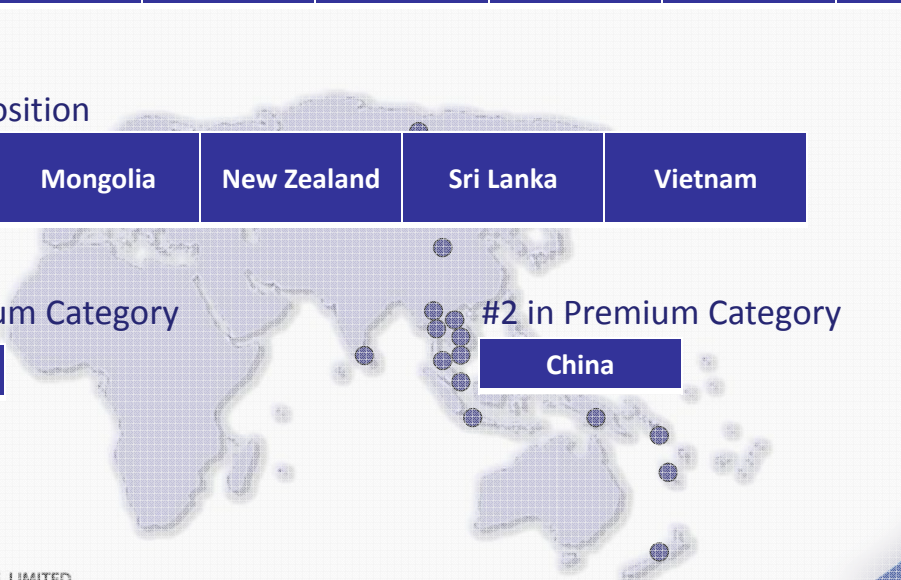 osition
Mongolia New Zealand Sri Lanka Vietnam
um Category #2 in Premium Category
China
LIMITED